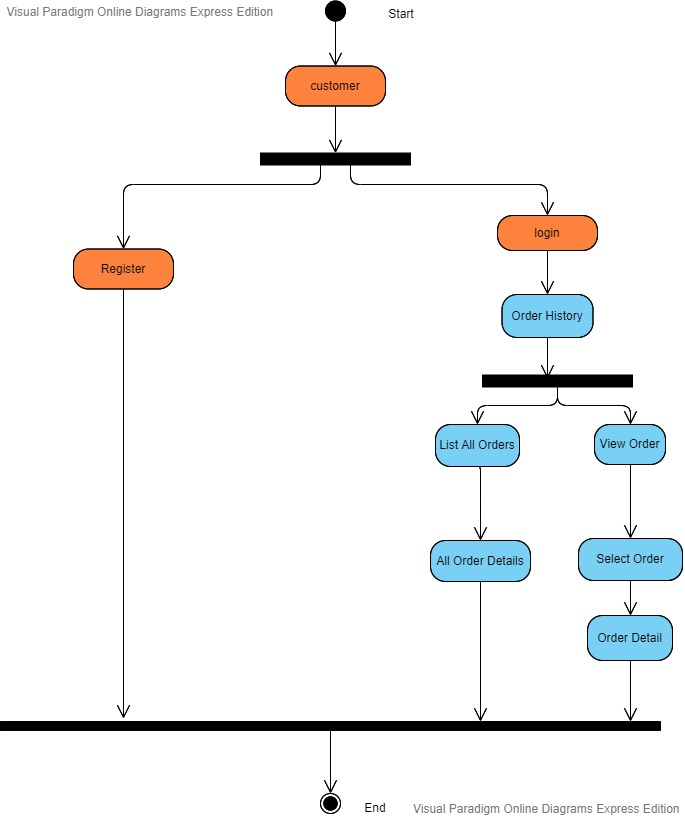 Visual Paradigm Online Diagrams Express Edition
Start
customer
login
Register
Order History
List All Orders
View Order
All Order Details
Select Order
Order Detail
End
Visual Paradigm Online Diagrams Express Edition